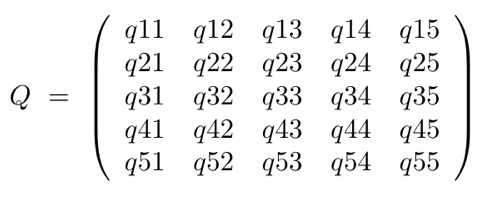 q11 q12 q13 q14 q15
q21 q22 q23 q24 q25
Q = q31 q32 q33 q34 q35
q41 q42 q43 q44 q45
q51 q52 q53 q54 q55